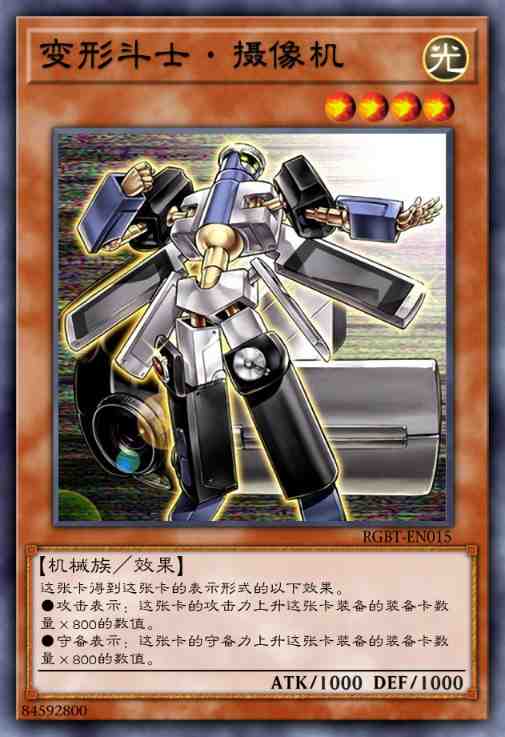 变形斗士·摄像机
光
RGBT-EN015
【机械族／效果】
这张卡得到这张卡的表示形式的以下效果。
●攻击表示：这张卡的攻击力上升这张卡装备的装备卡数
量×800的数值。
●守备表示：这张卡的守备力上升这张卡装备的装备卡数
量×800的数值。
ATK/1000 DEF/1000
84592800